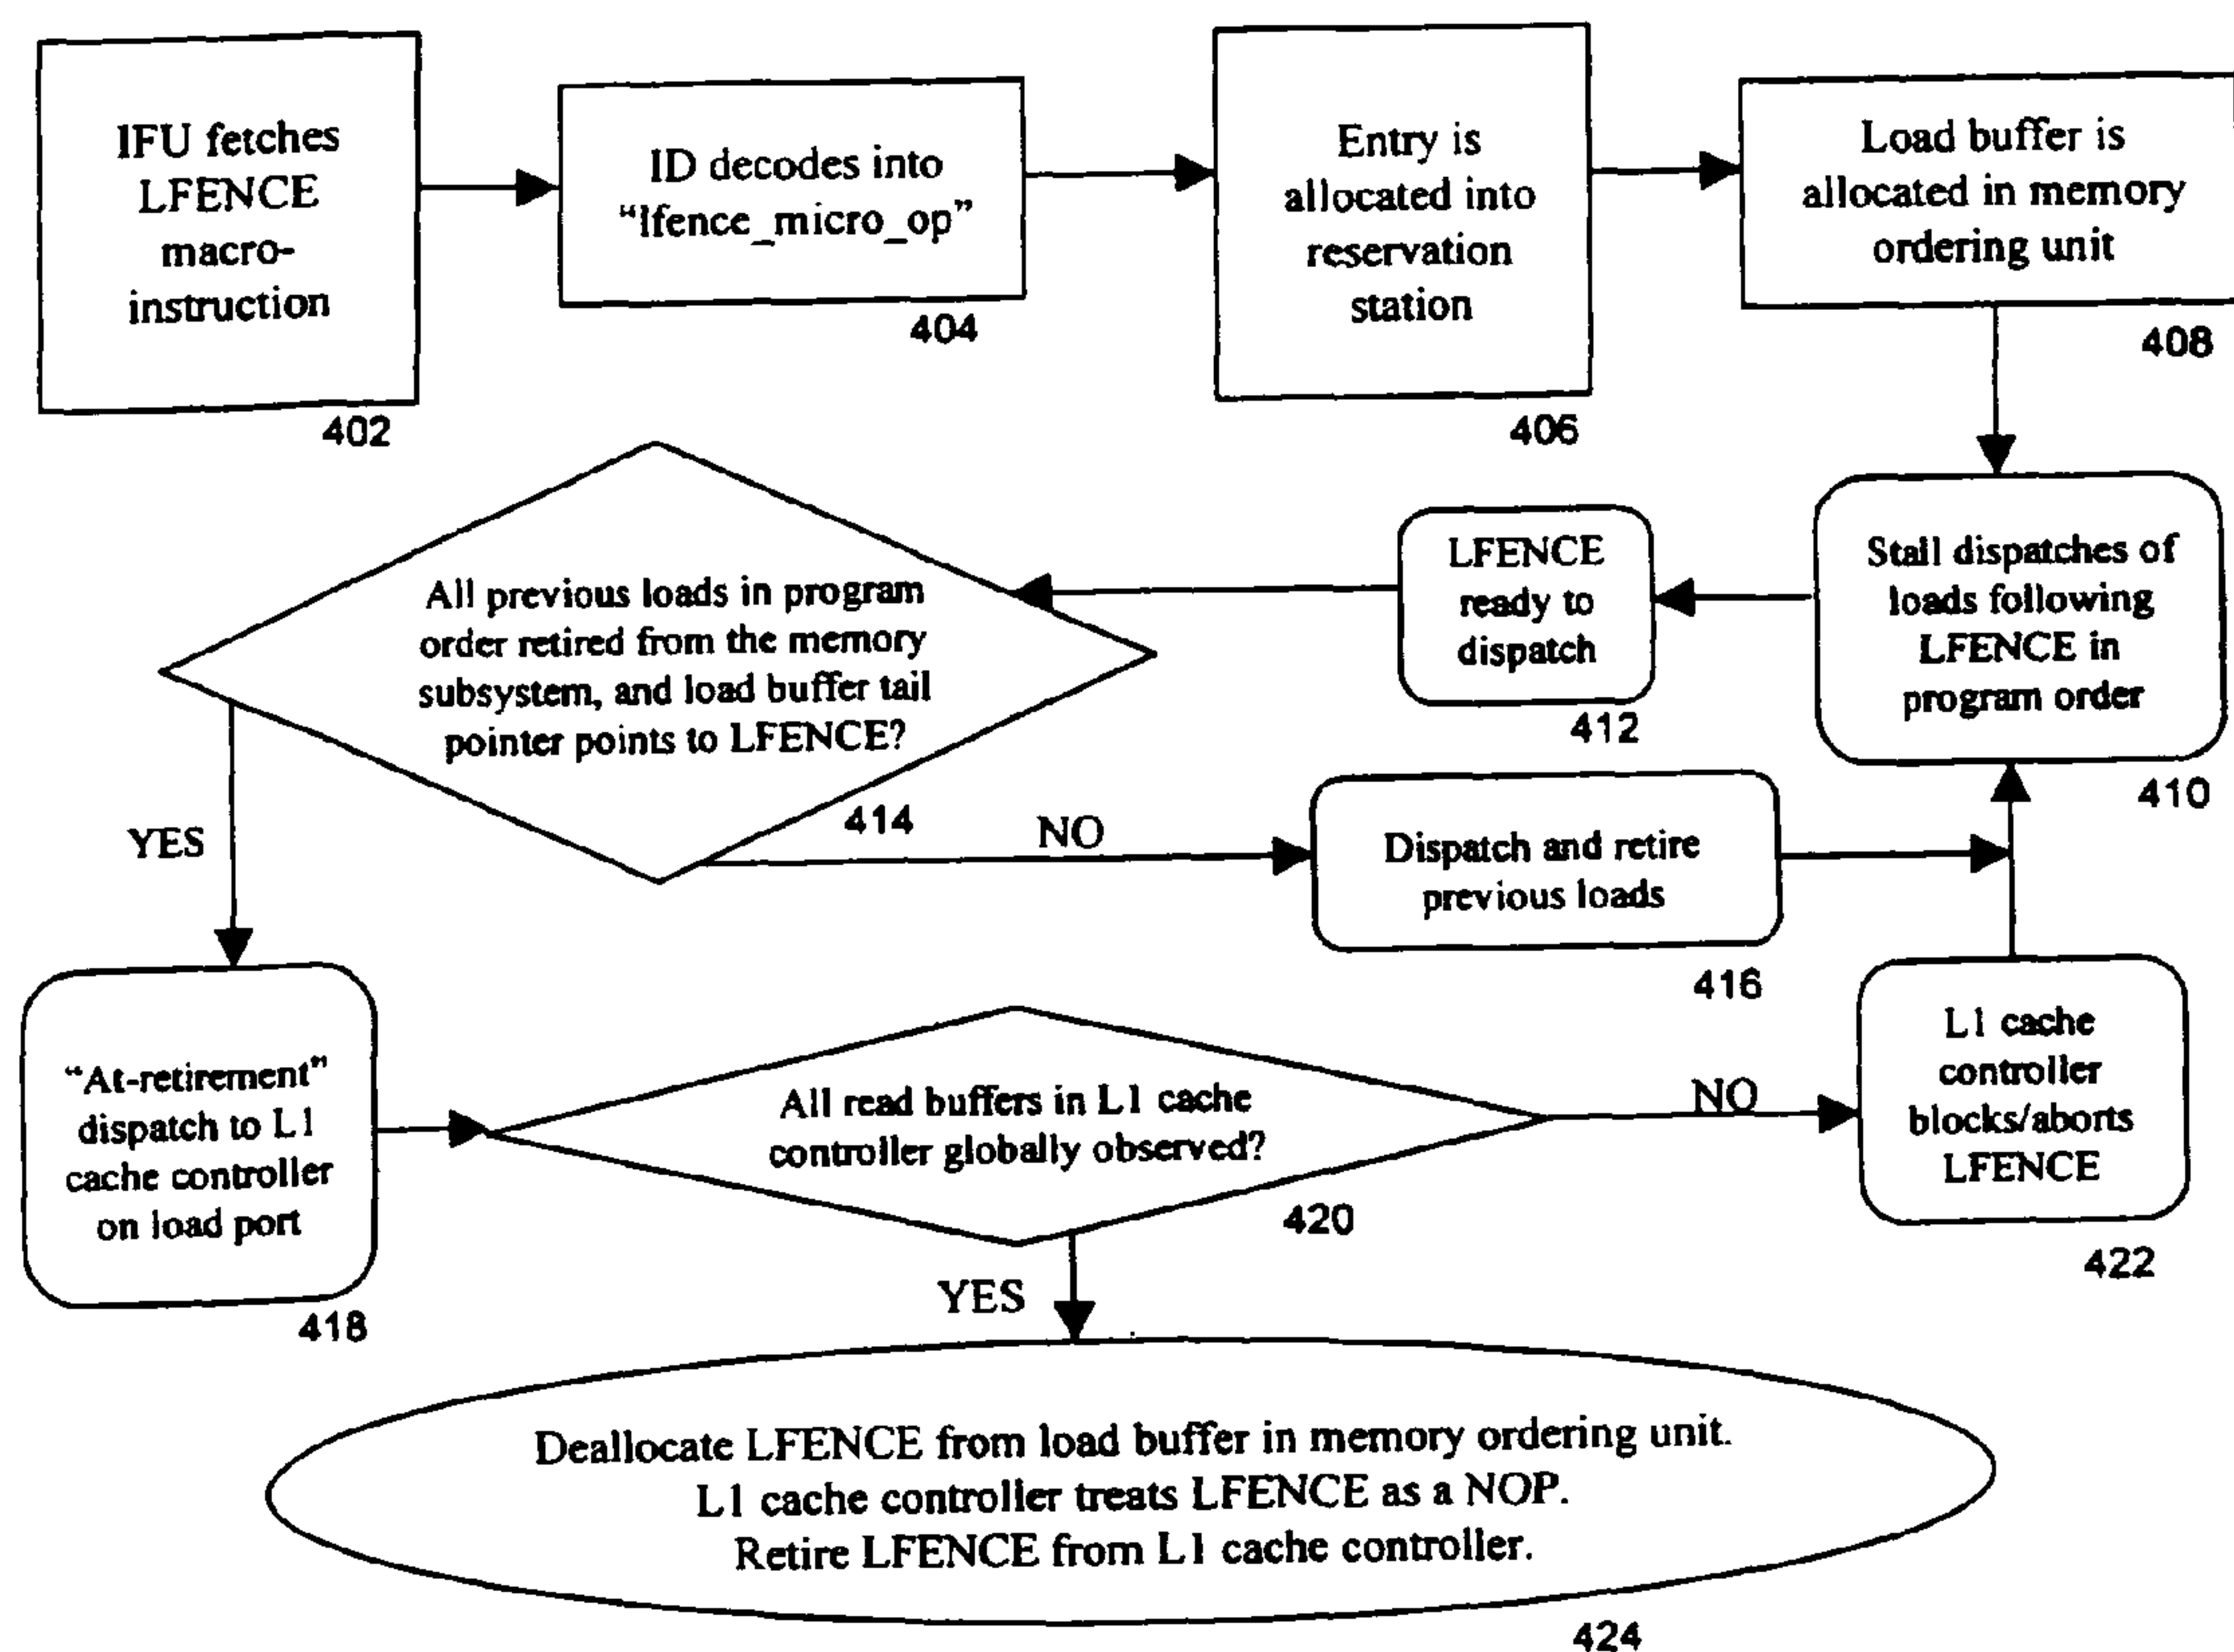 IFU fetches
LFENCE
macro-
instruction
402
ID decodes into
“lfence_micro_op”
404
Entry is
allocated into
reservation
station
406
Load buffer is
allocated in memory
ordering unit
408
Stall dispatches of
loads following
LFENCE in
program order
410
LFENCE
ready to
dispatch
412
All previous loads in program
order retired from the memory
subsystem, and load buffer tail
pointer points to LFENCE?
414
YES
NO
Dispatch and retire
previous loads
416
“At-retirement”
dispatch to L1
cache controller
on load port
418
All read buffers in L1 cache
controller globally observed?
420
NO
L1 cache
controller
blocks/aborts
LFENCE
422
YES
Deallocate LFENCE from load buffer in memory ordering unit.
L1 cache controller treats LFENCE as a NOP.
Retire LFENCE from L1 cache controller.
424